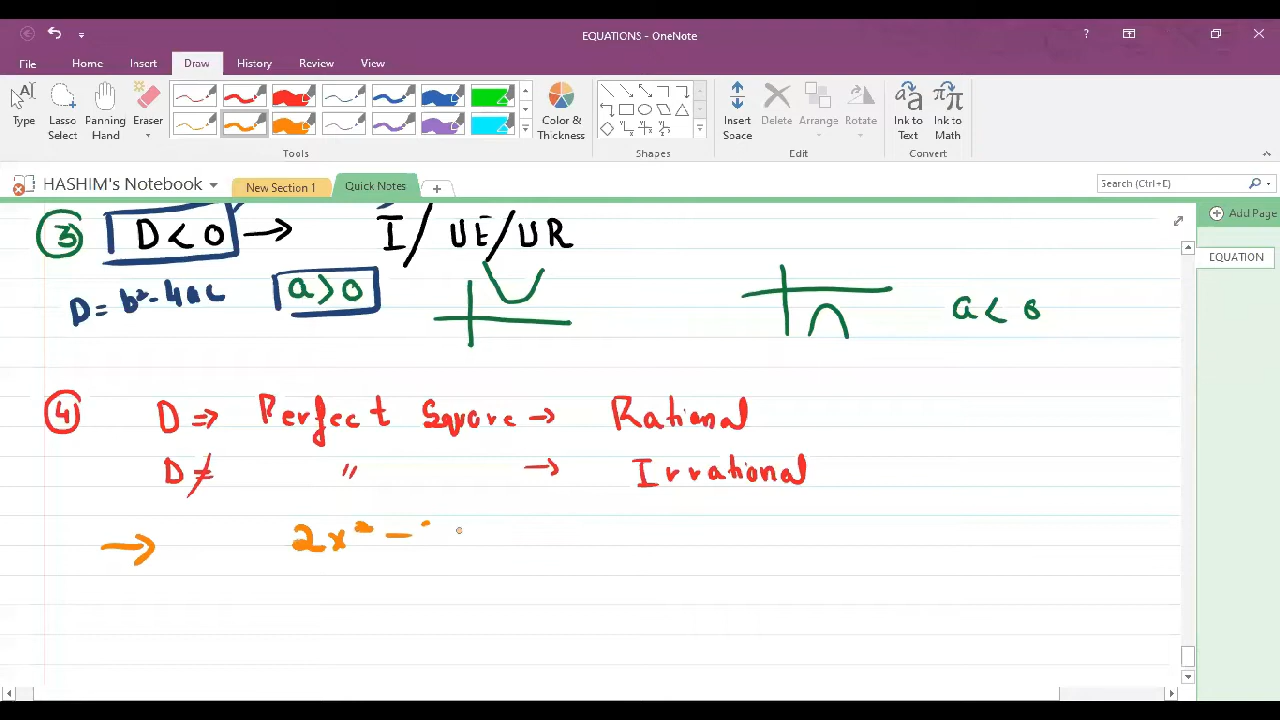 EQUATIONS - OneNote
File Home Insert Draw History Review View
Type Lasso Select Panning Hand Eraser Color & Thickness Insert Space Delete Arrange Rotate Ink to Text Ink to Math
Tools Shapes Edit Convert
HASHIM's Notebook New Section 1 Quick Notes Search (Ctrl+E)
Add Page
EQUATION
③ D < 0 → I / UE / UR
D = b² - 4ac a > 0 a < 0
④ D ⇒ Perfect Square → Rational
D ≠ " → Irrational
→ 2x² -